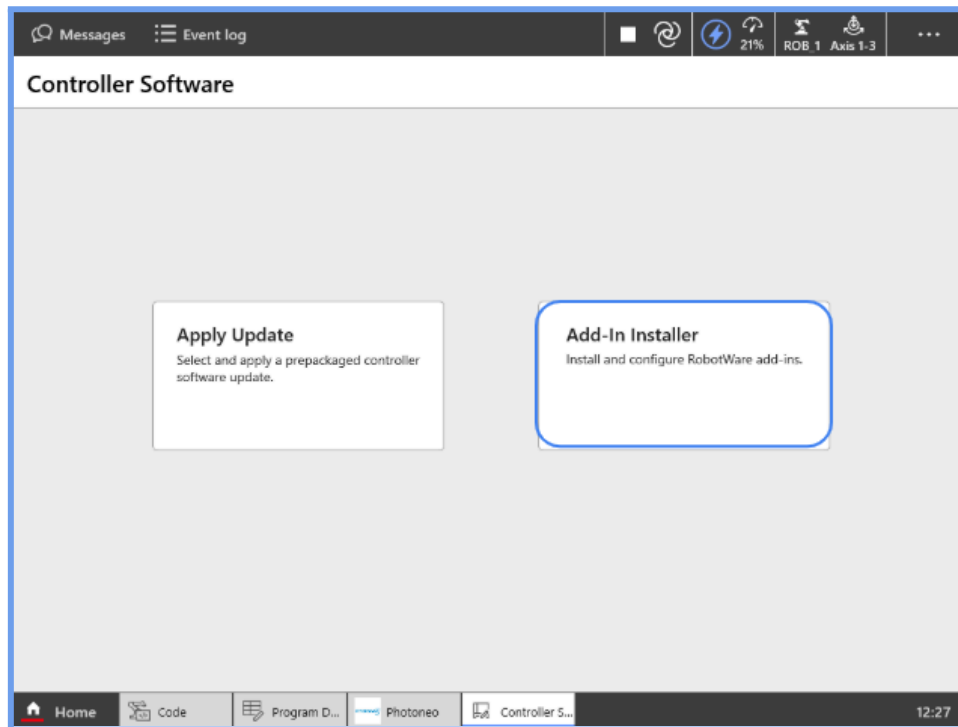 Messages Event log 21% ROB_1 Axis 1-3 ...
Controller Software
Apply Update
Select and apply a prepackaged controller
software update.
Add-In Installer
Install and configure RobotWare add-ins.
Home Code Program D... Photoneo Controller S... 12:27